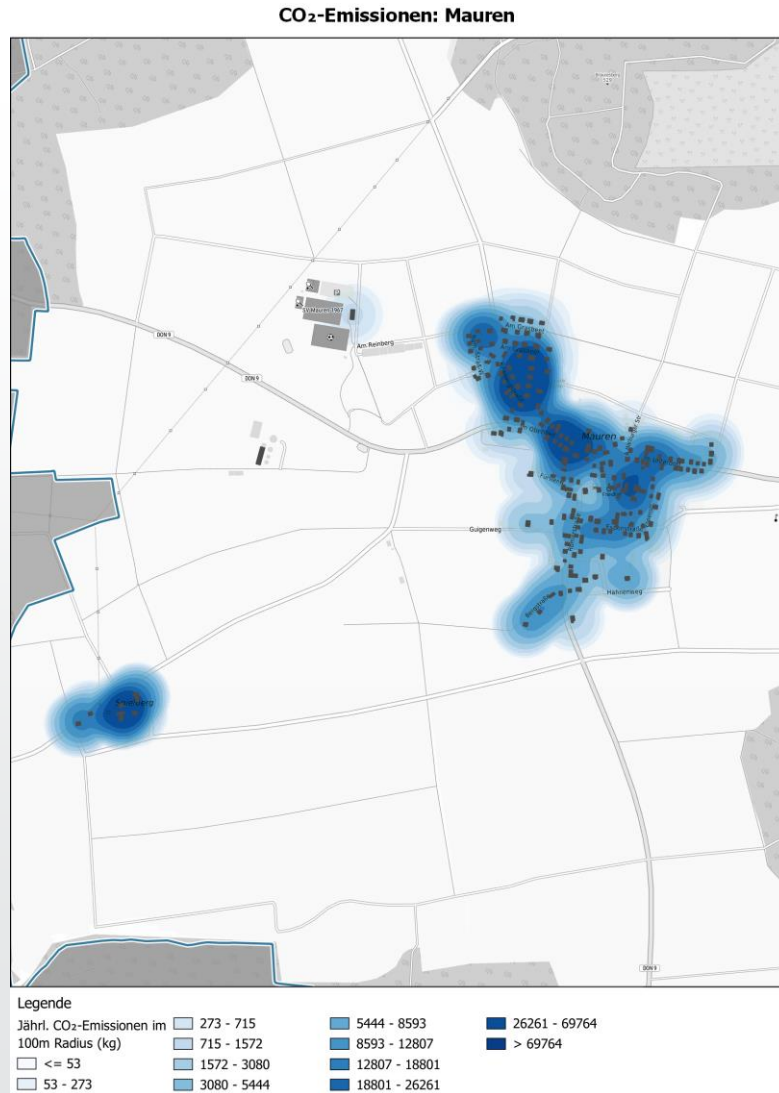 CO₂-Emissionen: Mauren
DON 9
SV Mauren 1967
P
Am Reinberg
DON 9
Mauren
Guigenweg
Hahnenweg
Bergstraße
DON 9
Legende
Jährl. CO₂-Emissionen im
100m Radius (kg)
<= 53
53 - 273
273 - 715
715 - 1572
1572 - 3080
3080 - 5444
5444 - 8593
8593 - 12807
12807 - 18801
18801 - 26261
26261 - 69764
> 69764